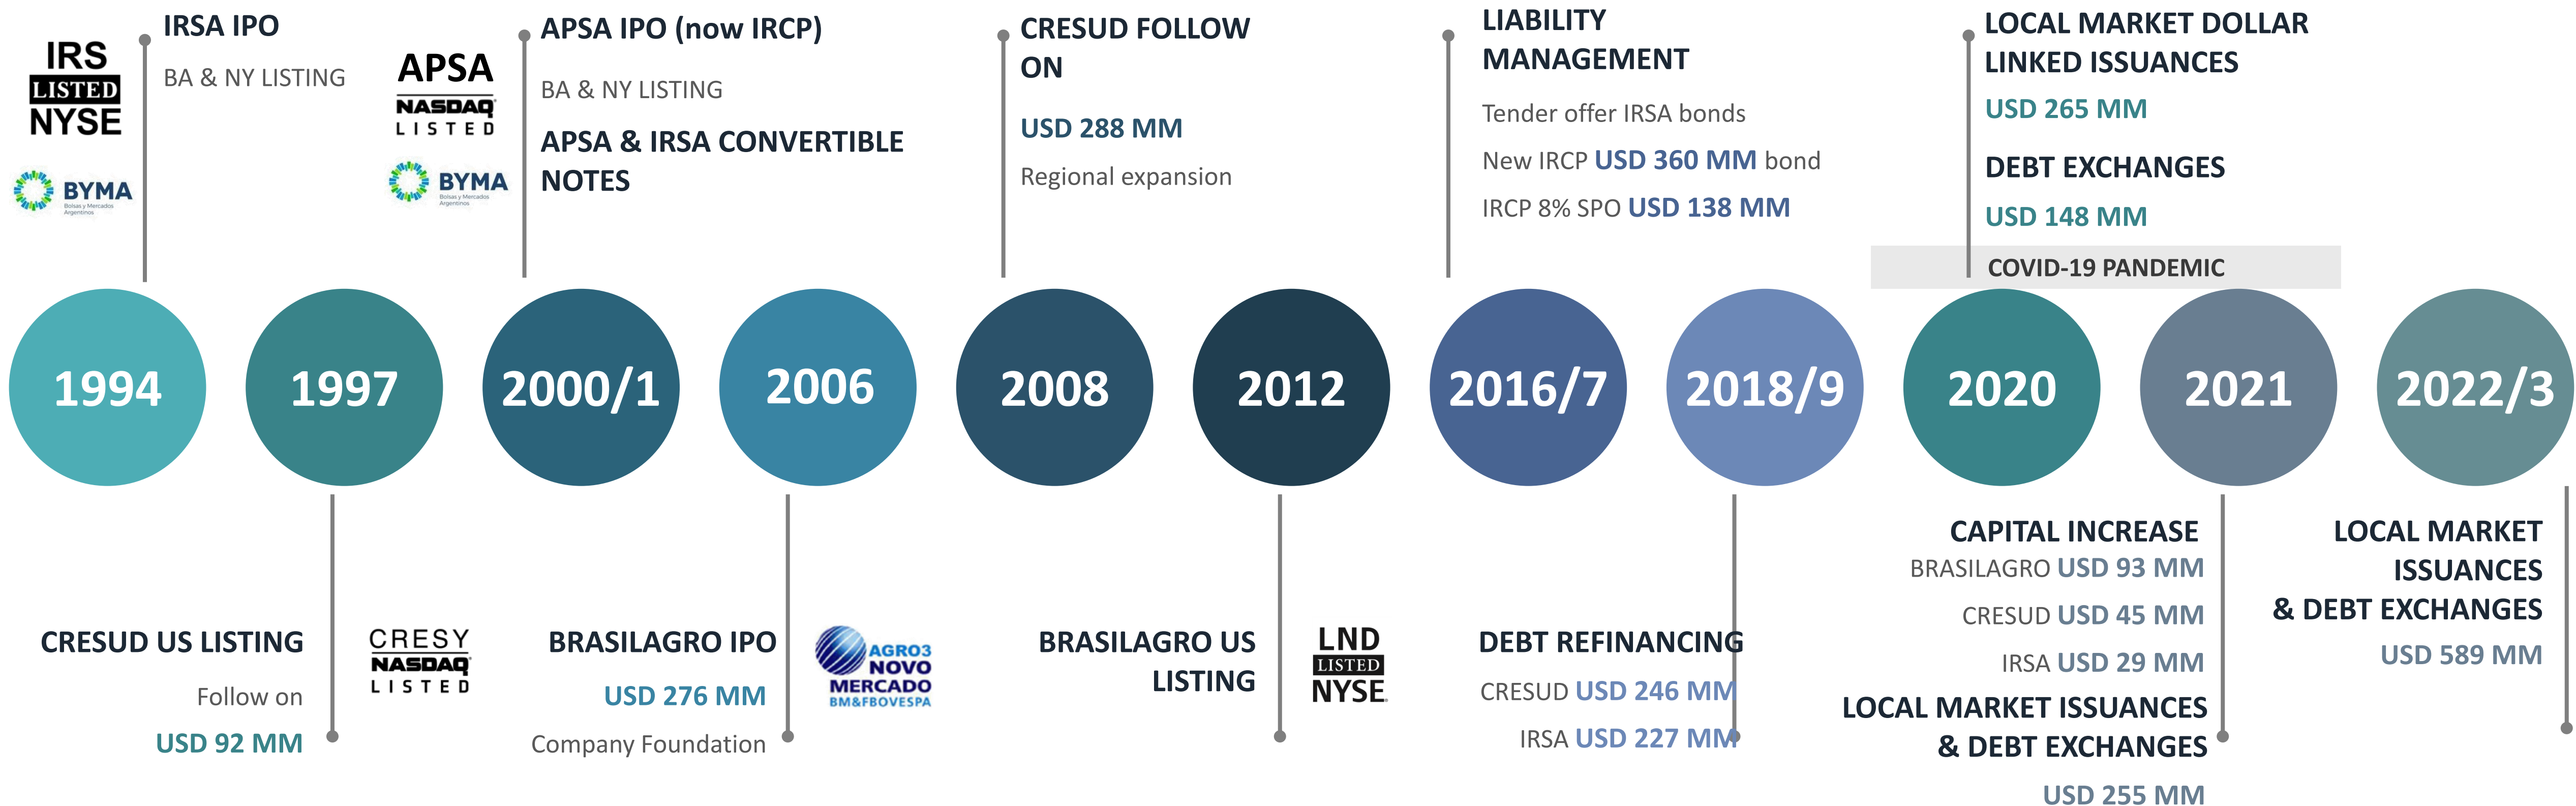 IRS
LISTED
NYSE
BYMA
Bolsas y Mercados
Argentinos
IRSA IPO
BA & NY LISTING
APSA
NASDAQ
LISTED
BYMA
Bolsas y Mercados
Argentinos
APSA IPO (now IRCP)
BA & NY LISTING
APSA & IRSA CONVERTIBLE
NOTES
CRESUD FOLLOW
ON
USD 288 MM
Regional expansion
LIABILITY
MANAGEMENT
Tender offer IRSA bonds
New IRCP USD 360 MM bond
IRCP 8% SPO USD 138 MM
LOCAL MARKET DOLLAR
LINKED ISSUANCES
USD 265 MM
DEBT EXCHANGES
USD 148 MM
COVID-19 PANDEMIC
1994
1997
2000/1
2006
2008
2012
2016/7
2018/9
2020
2021
2022/3
CRESUD US LISTING
Follow on
USD 92 MM
CRESY
NASDAQ
LISTED
BRASILAGRO IPO
USD 276 MM
Company Foundation
AGRO3
NOVO
MERCADO
BM&FBOVESPA
BRASILAGRO US
LISTING
LND
LISTED
NYSE
DEBT REFINANCING
CRESUD USD 246 MM
IRSA USD 227 MM
CAPITAL INCREASE
BRASILAGRO USD 93 MM
CRESUD USD 45 MM
IRSA USD 29 MM
LOCAL MARKET ISSUANCES
& DEBT EXCHANGES
USD 255 MM
LOCAL MARKET
ISSUANCES
& DEBT EXCHANGES
USD 589 MM